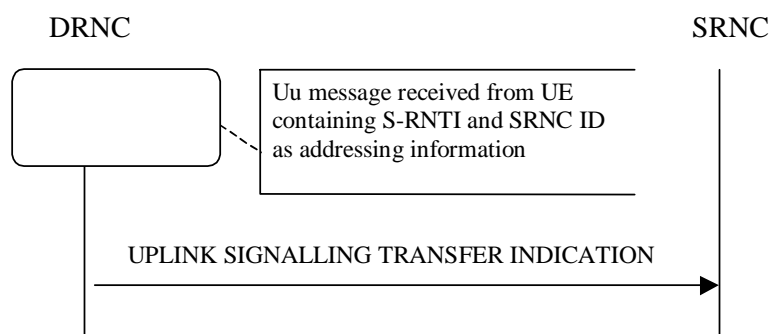 DRNC
SRNC
Uu message received from UE
containing S-RNTI and SRNC ID
as addressing information
UPLINK SIGNALLING TRANSFER INDICATION